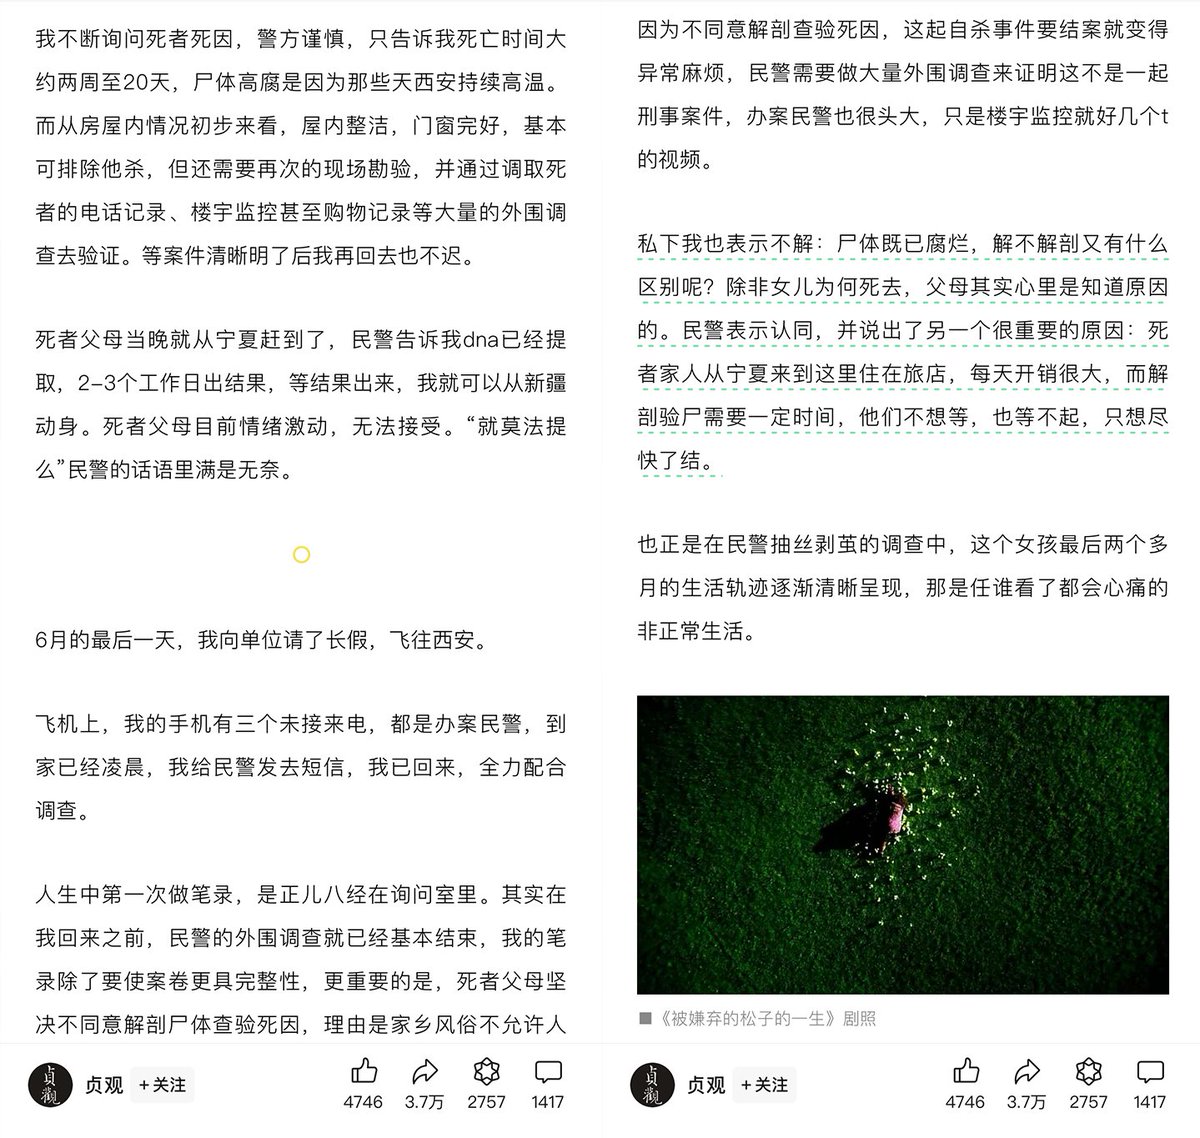 我不断询问死者死因，警方谨慎，只告诉我死亡时间大
约两周至20天，尸体高腐是因为那些天西安持续高温。
而从房屋内情况初步来看，屋内整洁，门窗完好，基本
可排除他杀，但还需要再次的现场勘验，并通过调取死
者的电话记录、楼宇监控甚至购物记录等大量的外围调
查去验证。等案件清晰明了后我再回去也不迟。
死者父母当晚就从宁夏赶到了，民警告诉我dna已经提
取，2-3个工作日出结果，等结果出来，我就可以从新疆
动身。死者父母目前情绪激动，无法接受。“就莫法提
么”民警的话语里满是无奈。
6月的最后一天，我向单位请了长假，飞往西安。
飞机上，我的手机有三个未接来电，都是办案民警，到
家已经凌晨，我给民警发去短信，我已回来，全力配合
调查。
人生中第一次做笔录，是正儿八经在询问室里。其实在
我回来之前，民警的外围调查就已经基本结束，我的笔
录除了要使案卷更具完整性，更重要的是，死者父母坚
决不同意解剖尸体查验死因，理由是家乡风俗不允许人
贞觀
贞观
+关注
4746
3.7万
2757
1417
因为不同意解剖查验死因，这起自杀事件要结案就变得
异常麻烦，民警需要做大量外围调查来证明这不是一起
刑事案件，办案民警也很头大，只是楼宇监控就好几个t
的视频。
私下我也表示不解：尸体既已腐烂，解不解剖又有什么
区别呢？除非女儿为何死去，父母其实心里是知道原因
的。民警表示认同，并说出了另一个很重要的原因：死
者家人从宁夏来到这里住在旅店，每天开销很大，而解
剖验尸需要一定时间，他们不想等，也等不起，只想尽
快了结。
也正是在民警抽丝剥茧的调查中，这个女孩最后两个多
月的生活轨迹逐渐清晰呈现，那是任谁看了都会心痛的
非正常生活。
■《被嫌弃的松子的一生》剧照
贞觀
贞观
+关注
4746
3.7万
2757
1417